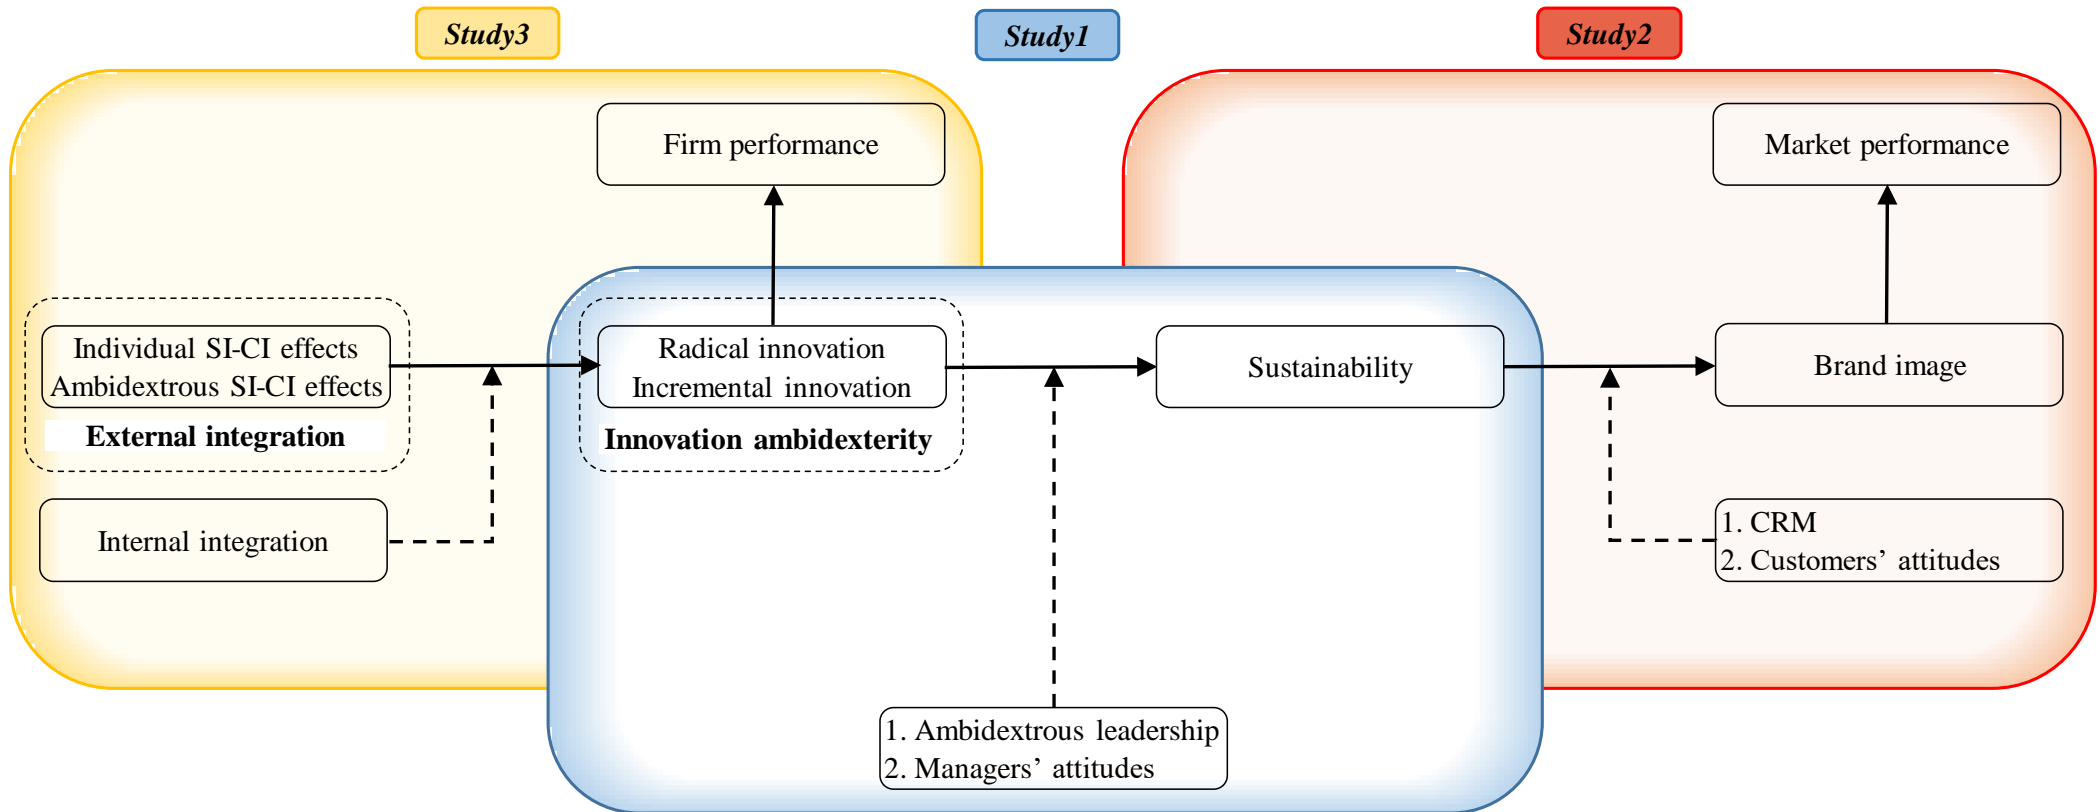 Study3
Study1
Study2
Firm performance
Market performance
Individual SI-CI effects
Ambidextrous SI-CI effects
External integration
Radical innovation
Incremental innovation
Innovation ambidexterity
Sustainability
Brand image
Internal integration
1. CRM
2. Customers’ attitudes
1. Ambidextrous leadership
2. Managers’ attitudes